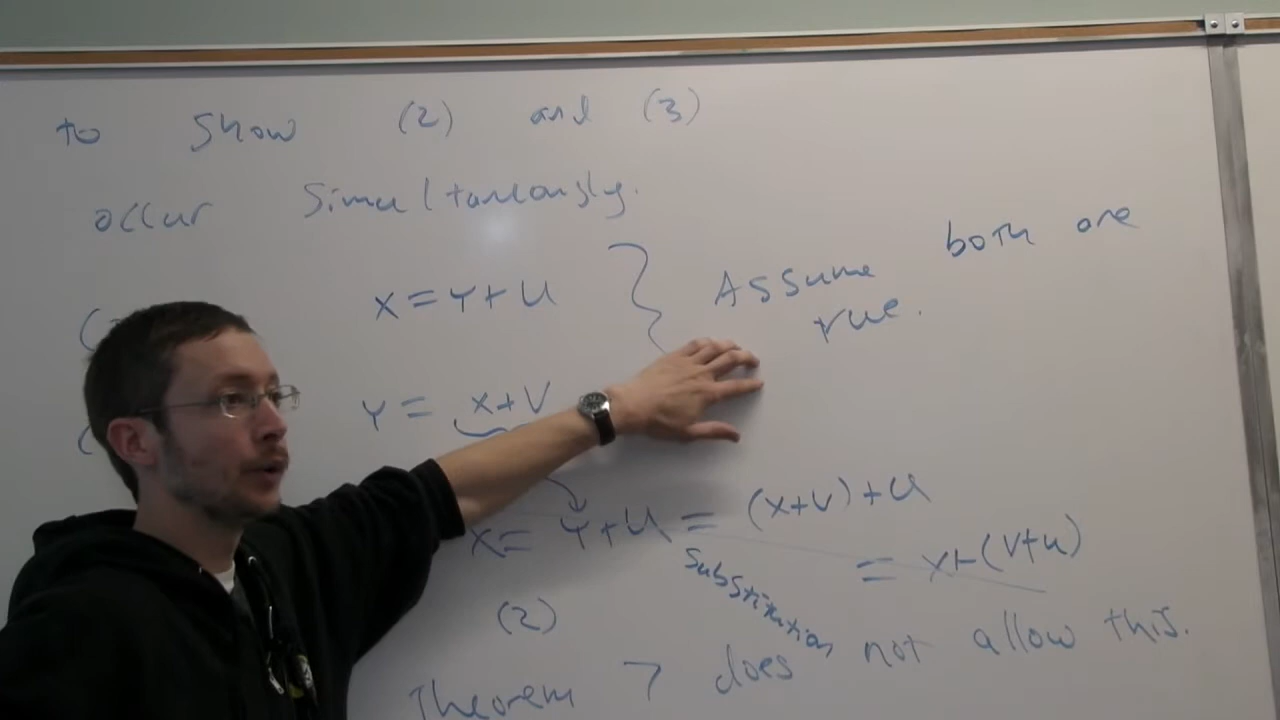 to show (2) and (3)
occur simultaneously.
x = y + u } Assume both are
true.
y = x + v
x = y + u = (x + v) + u
substitution
= x + (v + u)
(2)
Theorem 7 does not allow this.